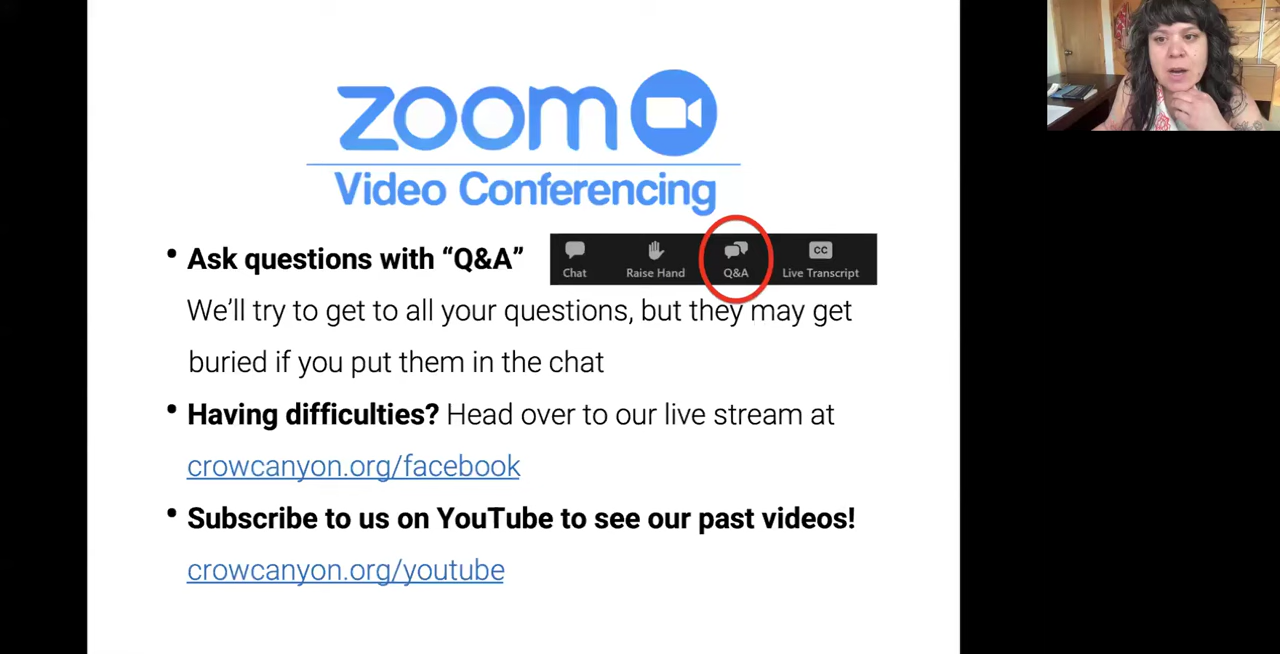 zoom
Video Conferencing
• Ask questions with “Q&A”
Chat Raise Hand Q&A CC Live Transcript
We’ll try to get to all your questions, but they may get
buried if you put them in the chat
• Having difficulties? Head over to our live stream at
crowcanyon.org/facebook
• Subscribe to us on YouTube to see our past videos!
crowcanyon.org/youtube